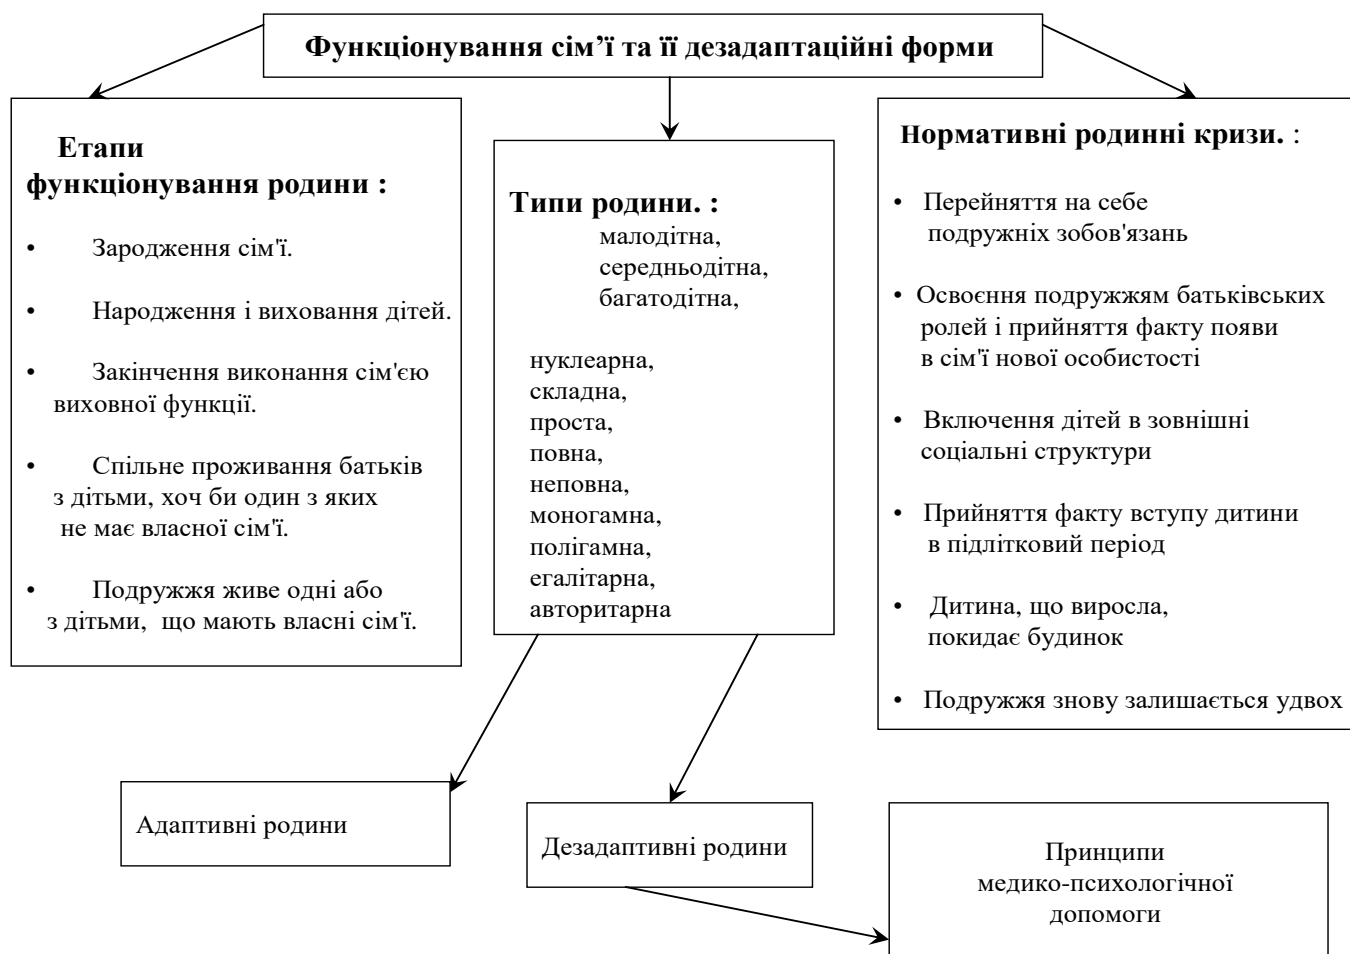 Функціонування сім’ї та її дезадаптаційні форми
Етапи
функціонування родини :
• Зародження сім'ї.
• Народження і виховання дітей.
• Закінчення виконання сім'єю
виховної функції.
• Спільне проживання батьків
з дітьми, хоч би один з яких
не має власної сім'ї.
• Подружжя живе одні або
з дітьми, що мають власні сім'ї.
Типи родини. :
малодітна,
середньодітна,
багатодітна,
нуклеарна,
складна,
проста,
повна,
неповна,
моногамна,
полігамна,
егалітарна,
авторитарна
Нормативні родинні кризи. :
• Перейняття на себе
подружніх зобов'язань
• Освоєння подружжям батьківських
ролей і прийняття факту появи
в сім'ї нової особистості
• Включення дітей в зовнішні
соціальні структури
• Прийняття факту вступу дитини
в підлітковий період
• Дитина, що виросла,
покидає будинок
• Подружжя знову залишається удвох
Адаптивні родини
Дезадаптивні родини
Принципи
медико-психологічної
допомоги